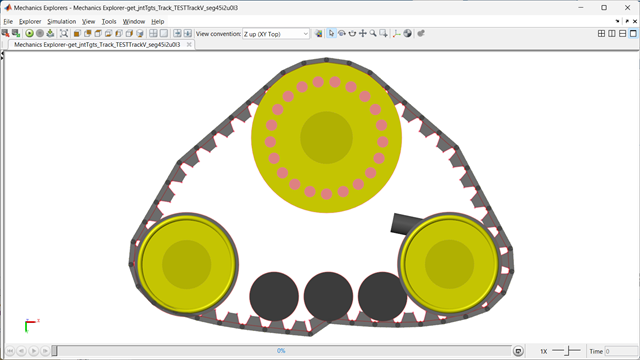 Mechanics Explorers - Mechanics Explorer-get_jntTgts_Track_TESTTrackV_seg45i2u0l3
File Explorer Simulation View Tools Window Help
View convention: Z up (XY Top)
Mechanics Explorer-get_jntTgts_Track_TESTTrackV_seg45i2u0l3
0%
1X
Time 0